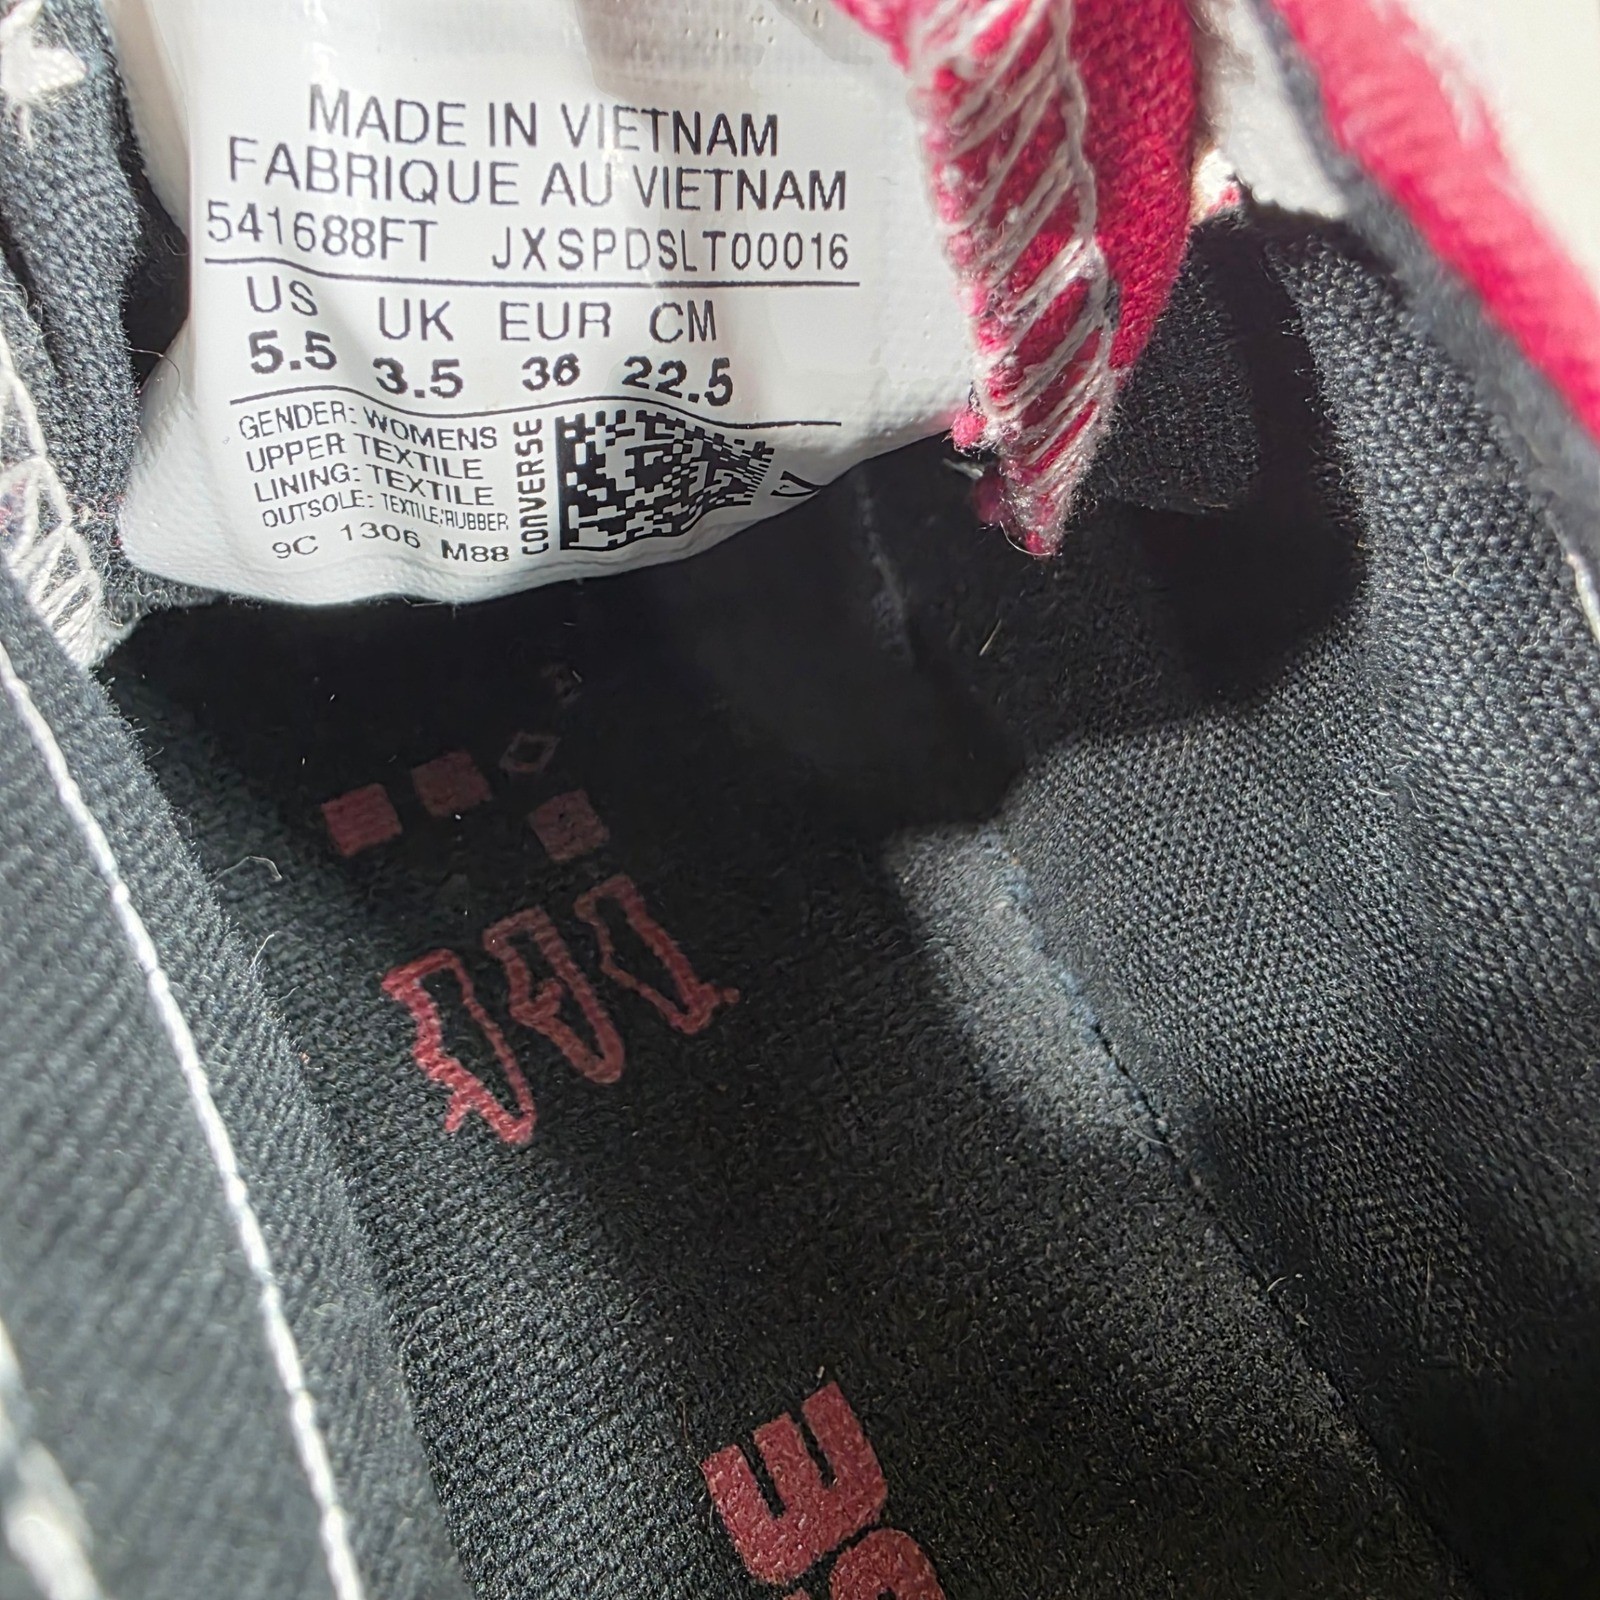 MADE IN VIETNAM
FABRIQUE AU VIETNAM
541688FT JXSPDSLT00016
US UK EUR CM
5.5 3.5 36 22.5
GENDER: WOMENS
UPPER TEXTILE
LINING: TEXTILE
OUTSOLE: TEXTILE/RUBBER
9C 1306 M88
CONVERSE
SE